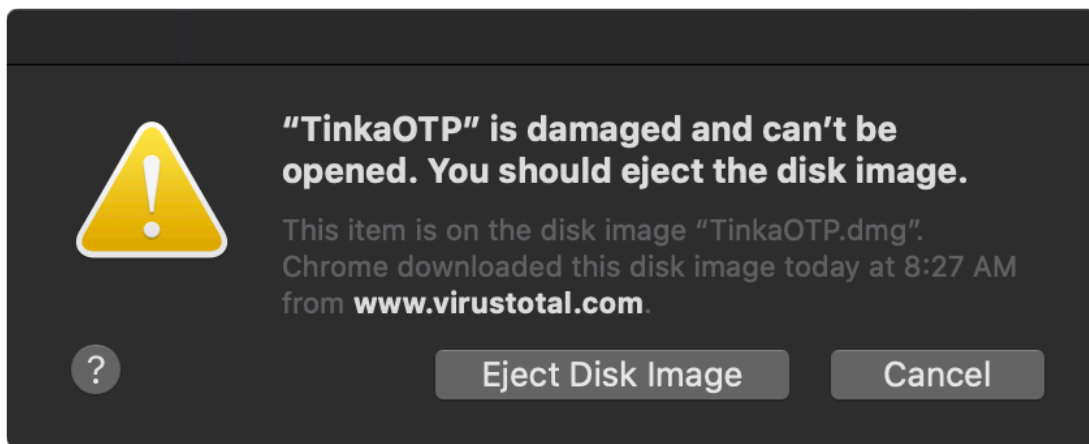 “TinkaOTP” is damaged and can’t be
opened. You should eject the disk image.
This item is on the disk image “TinkaOTP.dmg”.
Chrome downloaded this disk image today at 8:27 AM
from www.virustotal.com.
?
Eject Disk Image
Cancel